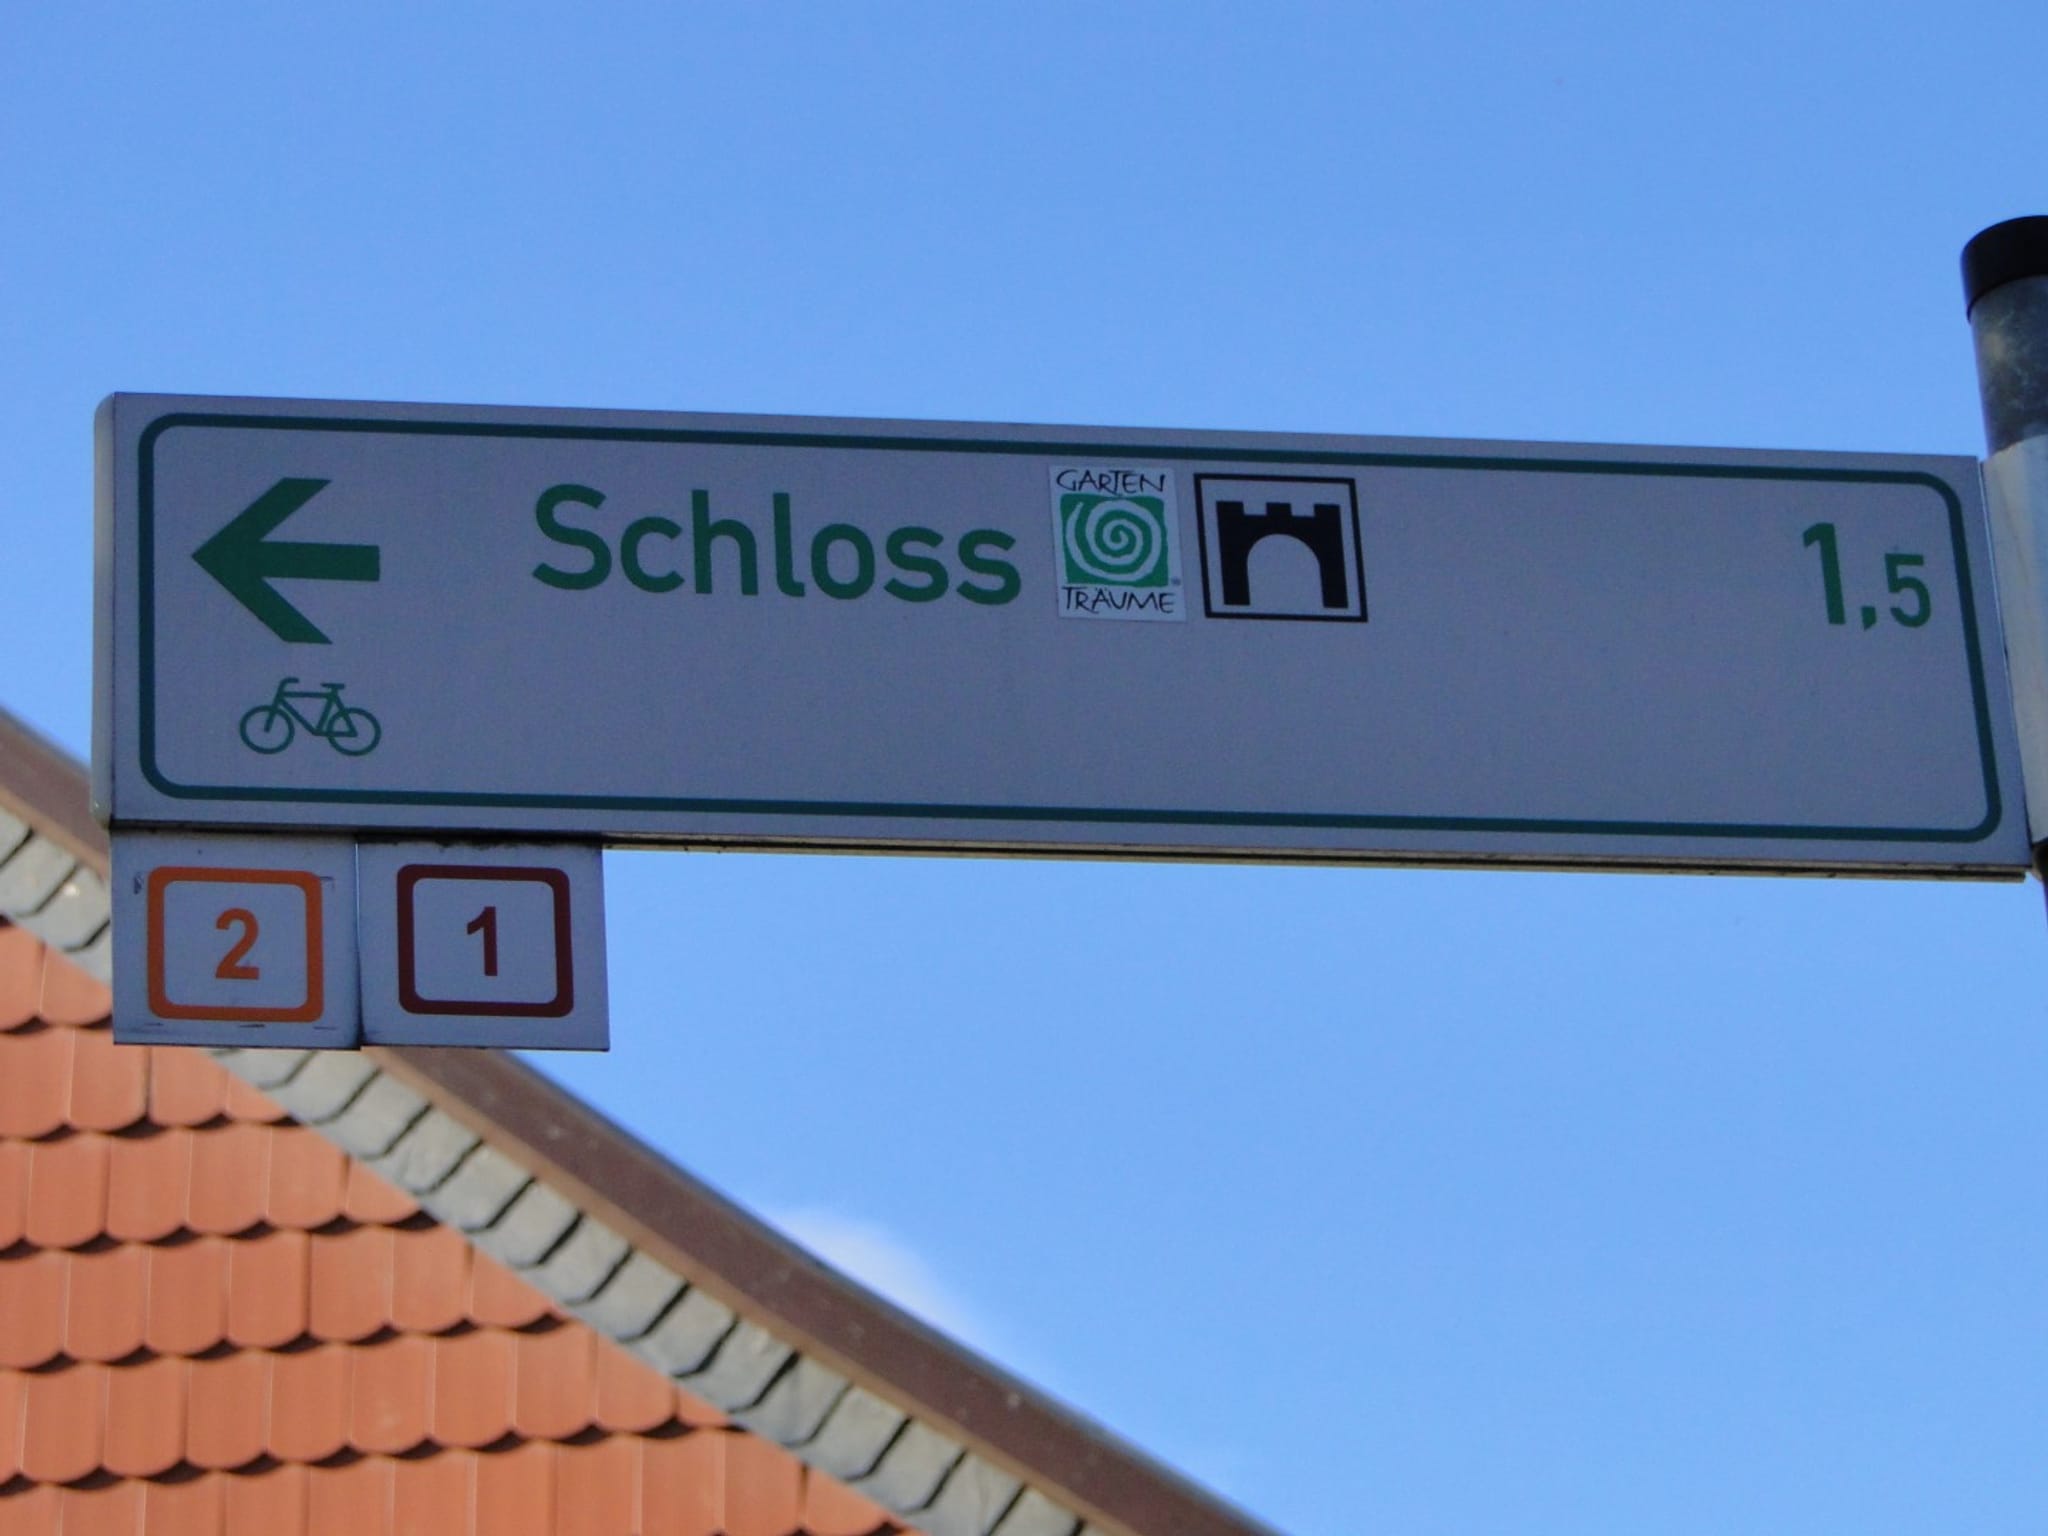 Schloss
GARTEN
TRÄUME
1,5
2
1